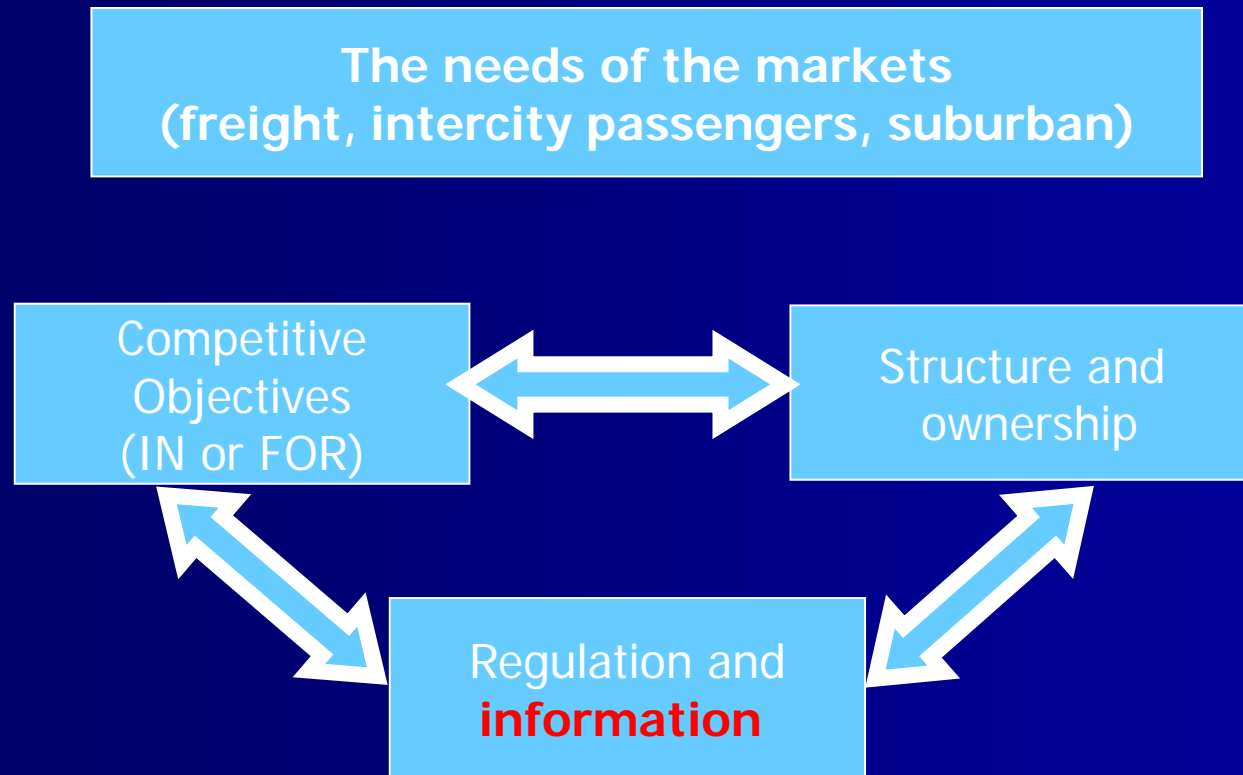 The needs of the markets
(freight, intercity passengers, suburban)
Competitive
Objectives
(IN or FOR)
Structure and
ownership
Regulation and
information